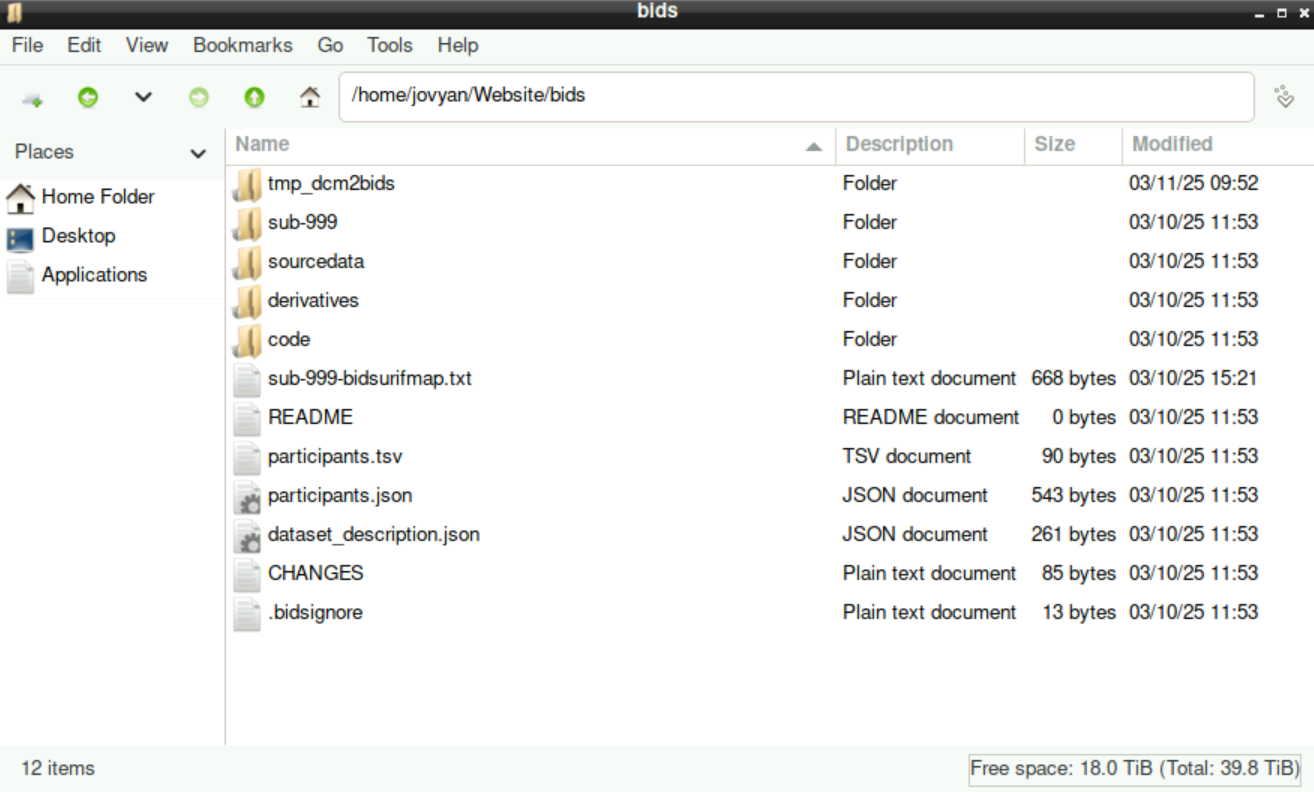 bids
File Edit View Bookmarks Go Tools Help
/home/jovyan/Website/bids
Places
Home Folder
Desktop
Applications
Name Description Size Modified
tmp_dcm2bids Folder 03/11/25 09:52
sub-999 Folder 03/10/25 11:53
sourcedata Folder 03/10/25 11:53
derivatives Folder 03/10/25 11:53
code Folder 03/10/25 11:53
sub-999-bidsurifmap.txt Plain text document 668 bytes 03/10/25 15:21
README README document 0 bytes 03/10/25 11:53
participants.tsv TSV document 90 bytes 03/10/25 11:53
participants.json JSON document 543 bytes 03/10/25 11:53
dataset_description.json JSON document 261 bytes 03/10/25 11:53
CHANGES Plain text document 85 bytes 03/10/25 11:53
.bidsignore Plain text document 13 bytes 03/10/25 11:53
12 items Free space: 18.0 TiB (Total: 39.8 TiB)